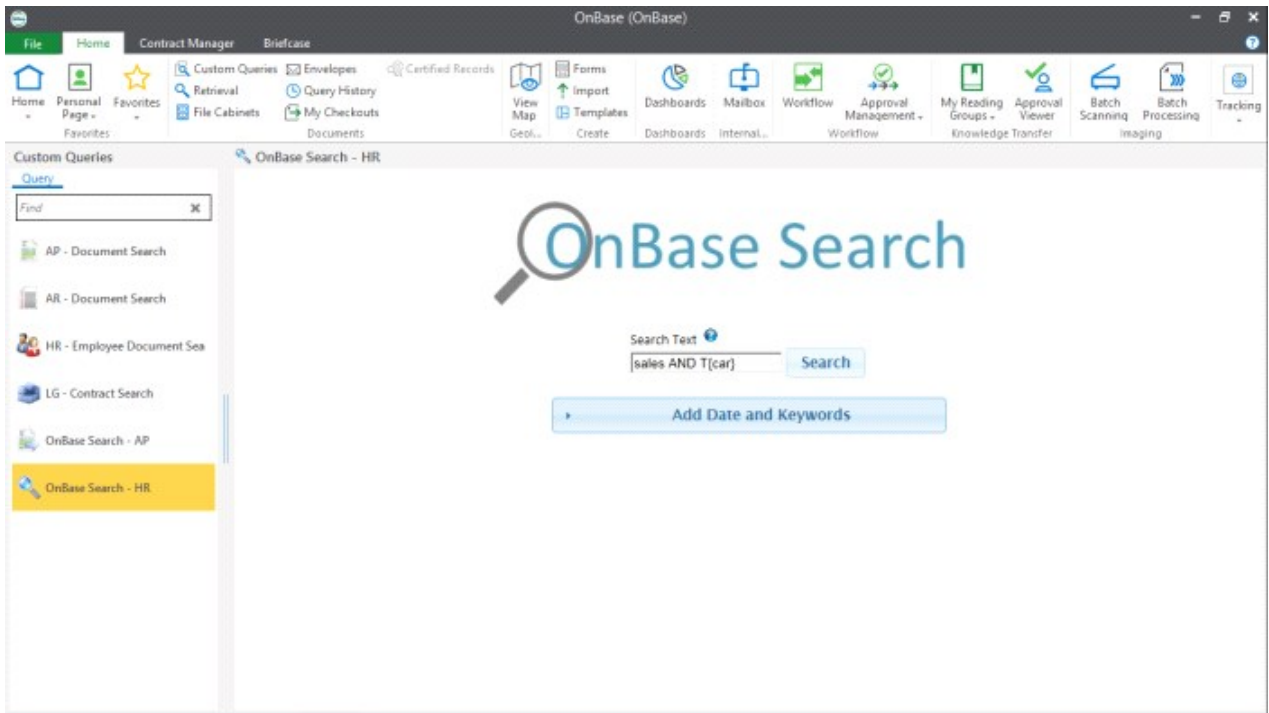 OnBase (OnBase)
File Home Contract Manager Briefcase
Home
Personal Page
Favorites
Favorites
Custom Queries
Retrieval
File Cabinets
Envelopes
Query History
My Checkouts
Certified Records
Documents
View Map
Geol...
Forms
Import
Templates
Create
Dashboards
Dashboards
Mailbox
Internal...
Workflow
Approval Management
Workflow
My Reading Groups
Approval Viewer
Knowledge Transfer
Batch Scanning
Batch Processing
Imaging
Tracking
Custom Queries
Query
Find
AP - Document Search
AR - Document Search
HR - Employee Document Sea
LG - Contract Search
OnBase Search - AP
OnBase Search - HR
OnBase Search - HR
OnBase Search
Search Text
sales AND T{car}
Search
Add Date and Keywords